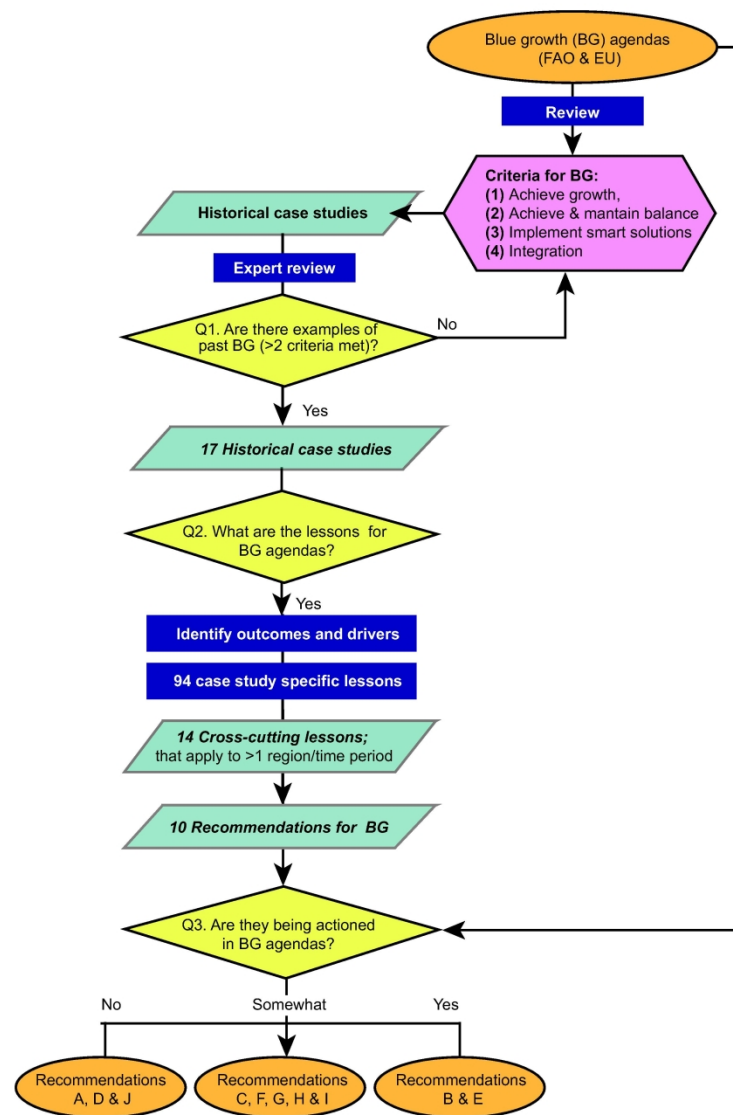 Blue growth (BG) agendas
(FAO & EU)
Review
Criteria for BG:
(1) Achieve growth,
(2) Achieve & mantain balance
(3) Implement smart solutions
(4) Integration
Historical case studies
Expert review
Q1. Are there examples of
past BG (>2 criteria met)?
No
Yes
17 Historical case studies
Q2. What are the lessons for
BG agendas?
Yes
Identify outcomes and drivers
94 case study specific lessons
14 Cross-cutting lessons;
that apply to >1 region/time period
10 Recommendations for BG
Q3. Are they being actioned
in BG agendas?
No
Somewhat
Yes
Recommendations
A, D & J
Recommendations
C, F, G, H & I
Recommendations
B & E